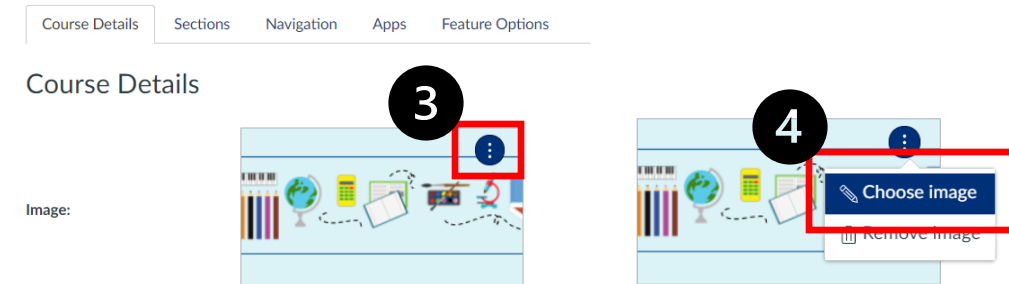 Course Details Sections Navigation Apps Feature Options
Course Details
3
4
Choose image
Image:
Remove image